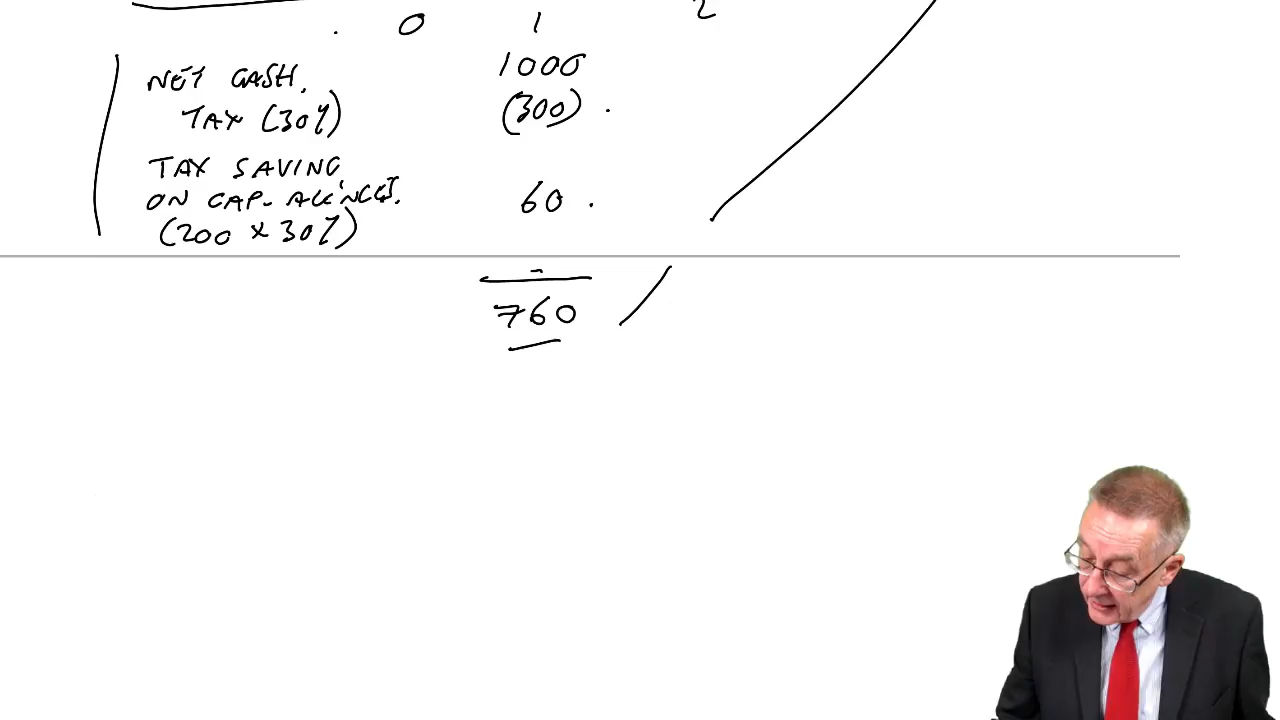 0 1 2
NET CASH. 1000
TAX (30%) (300)
TAX SAVING
ON CAP. ALL'NCES. 60
(200 × 30%)
760